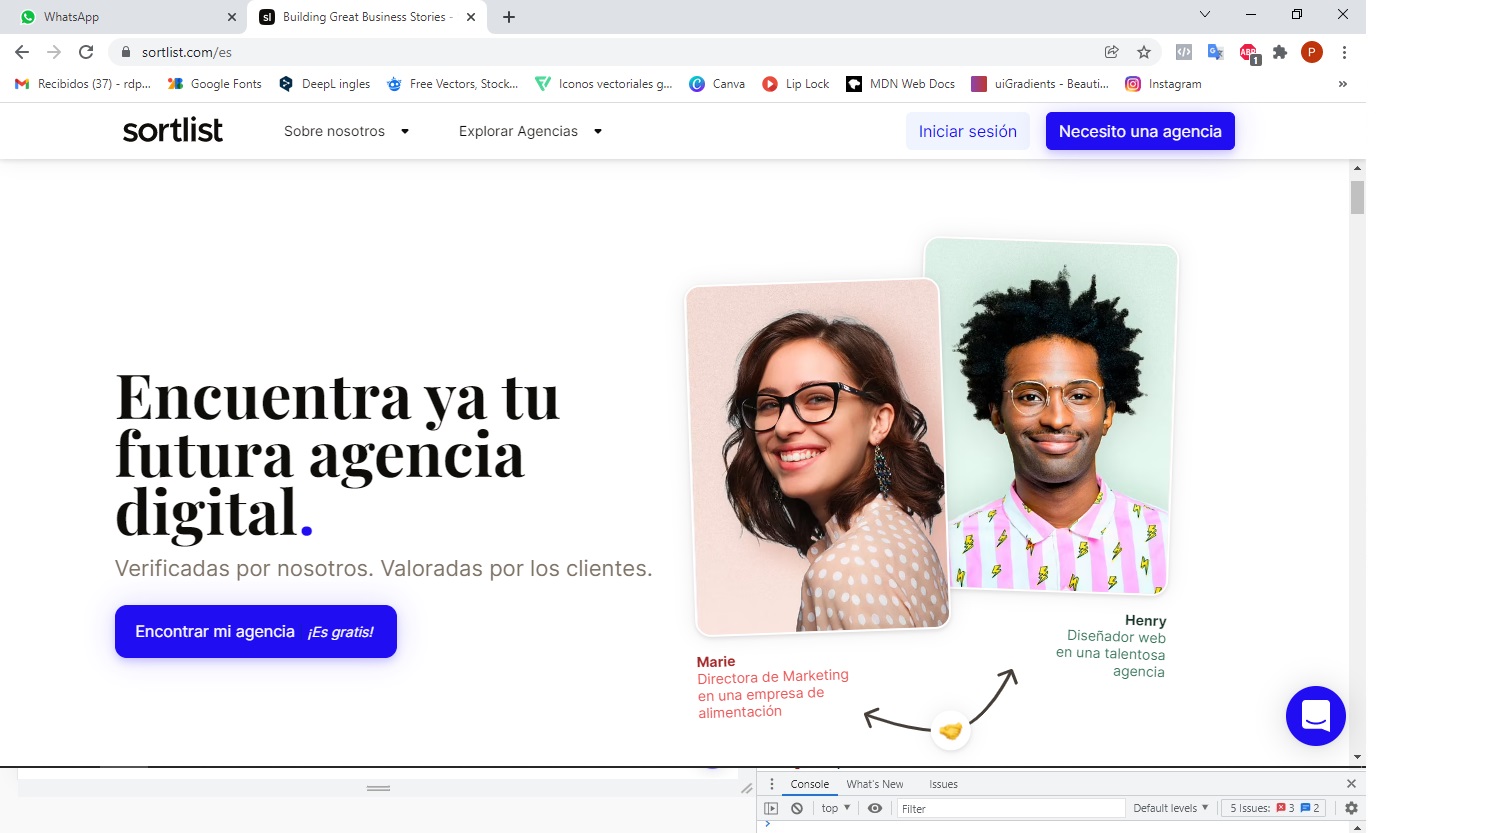 WhatsApp
Building Great Business Stories -
sortlist.com/es
Recibidos (37) - rdp...
Google Fonts
DeepL ingles
Free Vectors, Stock...
Iconos vectoriales g...
Canva
Lip Lock
MDN Web Docs
uiGradients - Beauti...
Instagram
sortlist
Sobre nosotros
Explorar Agencias
Iniciar sesión
Necesito una agencia
Encuentra ya tu
futura agencia
digital.
Verificadas por nosotros. Valoradas por los clientes.
Encontrar mi agencia ¡Es gratis!
Henry
Diseñador web
en una talentosa
agencia
Marie
Directora de Marketing
en una empresa de
alimentación
Console
What's New
Issues
top
Filter
Default levels
5 Issues: 3 2